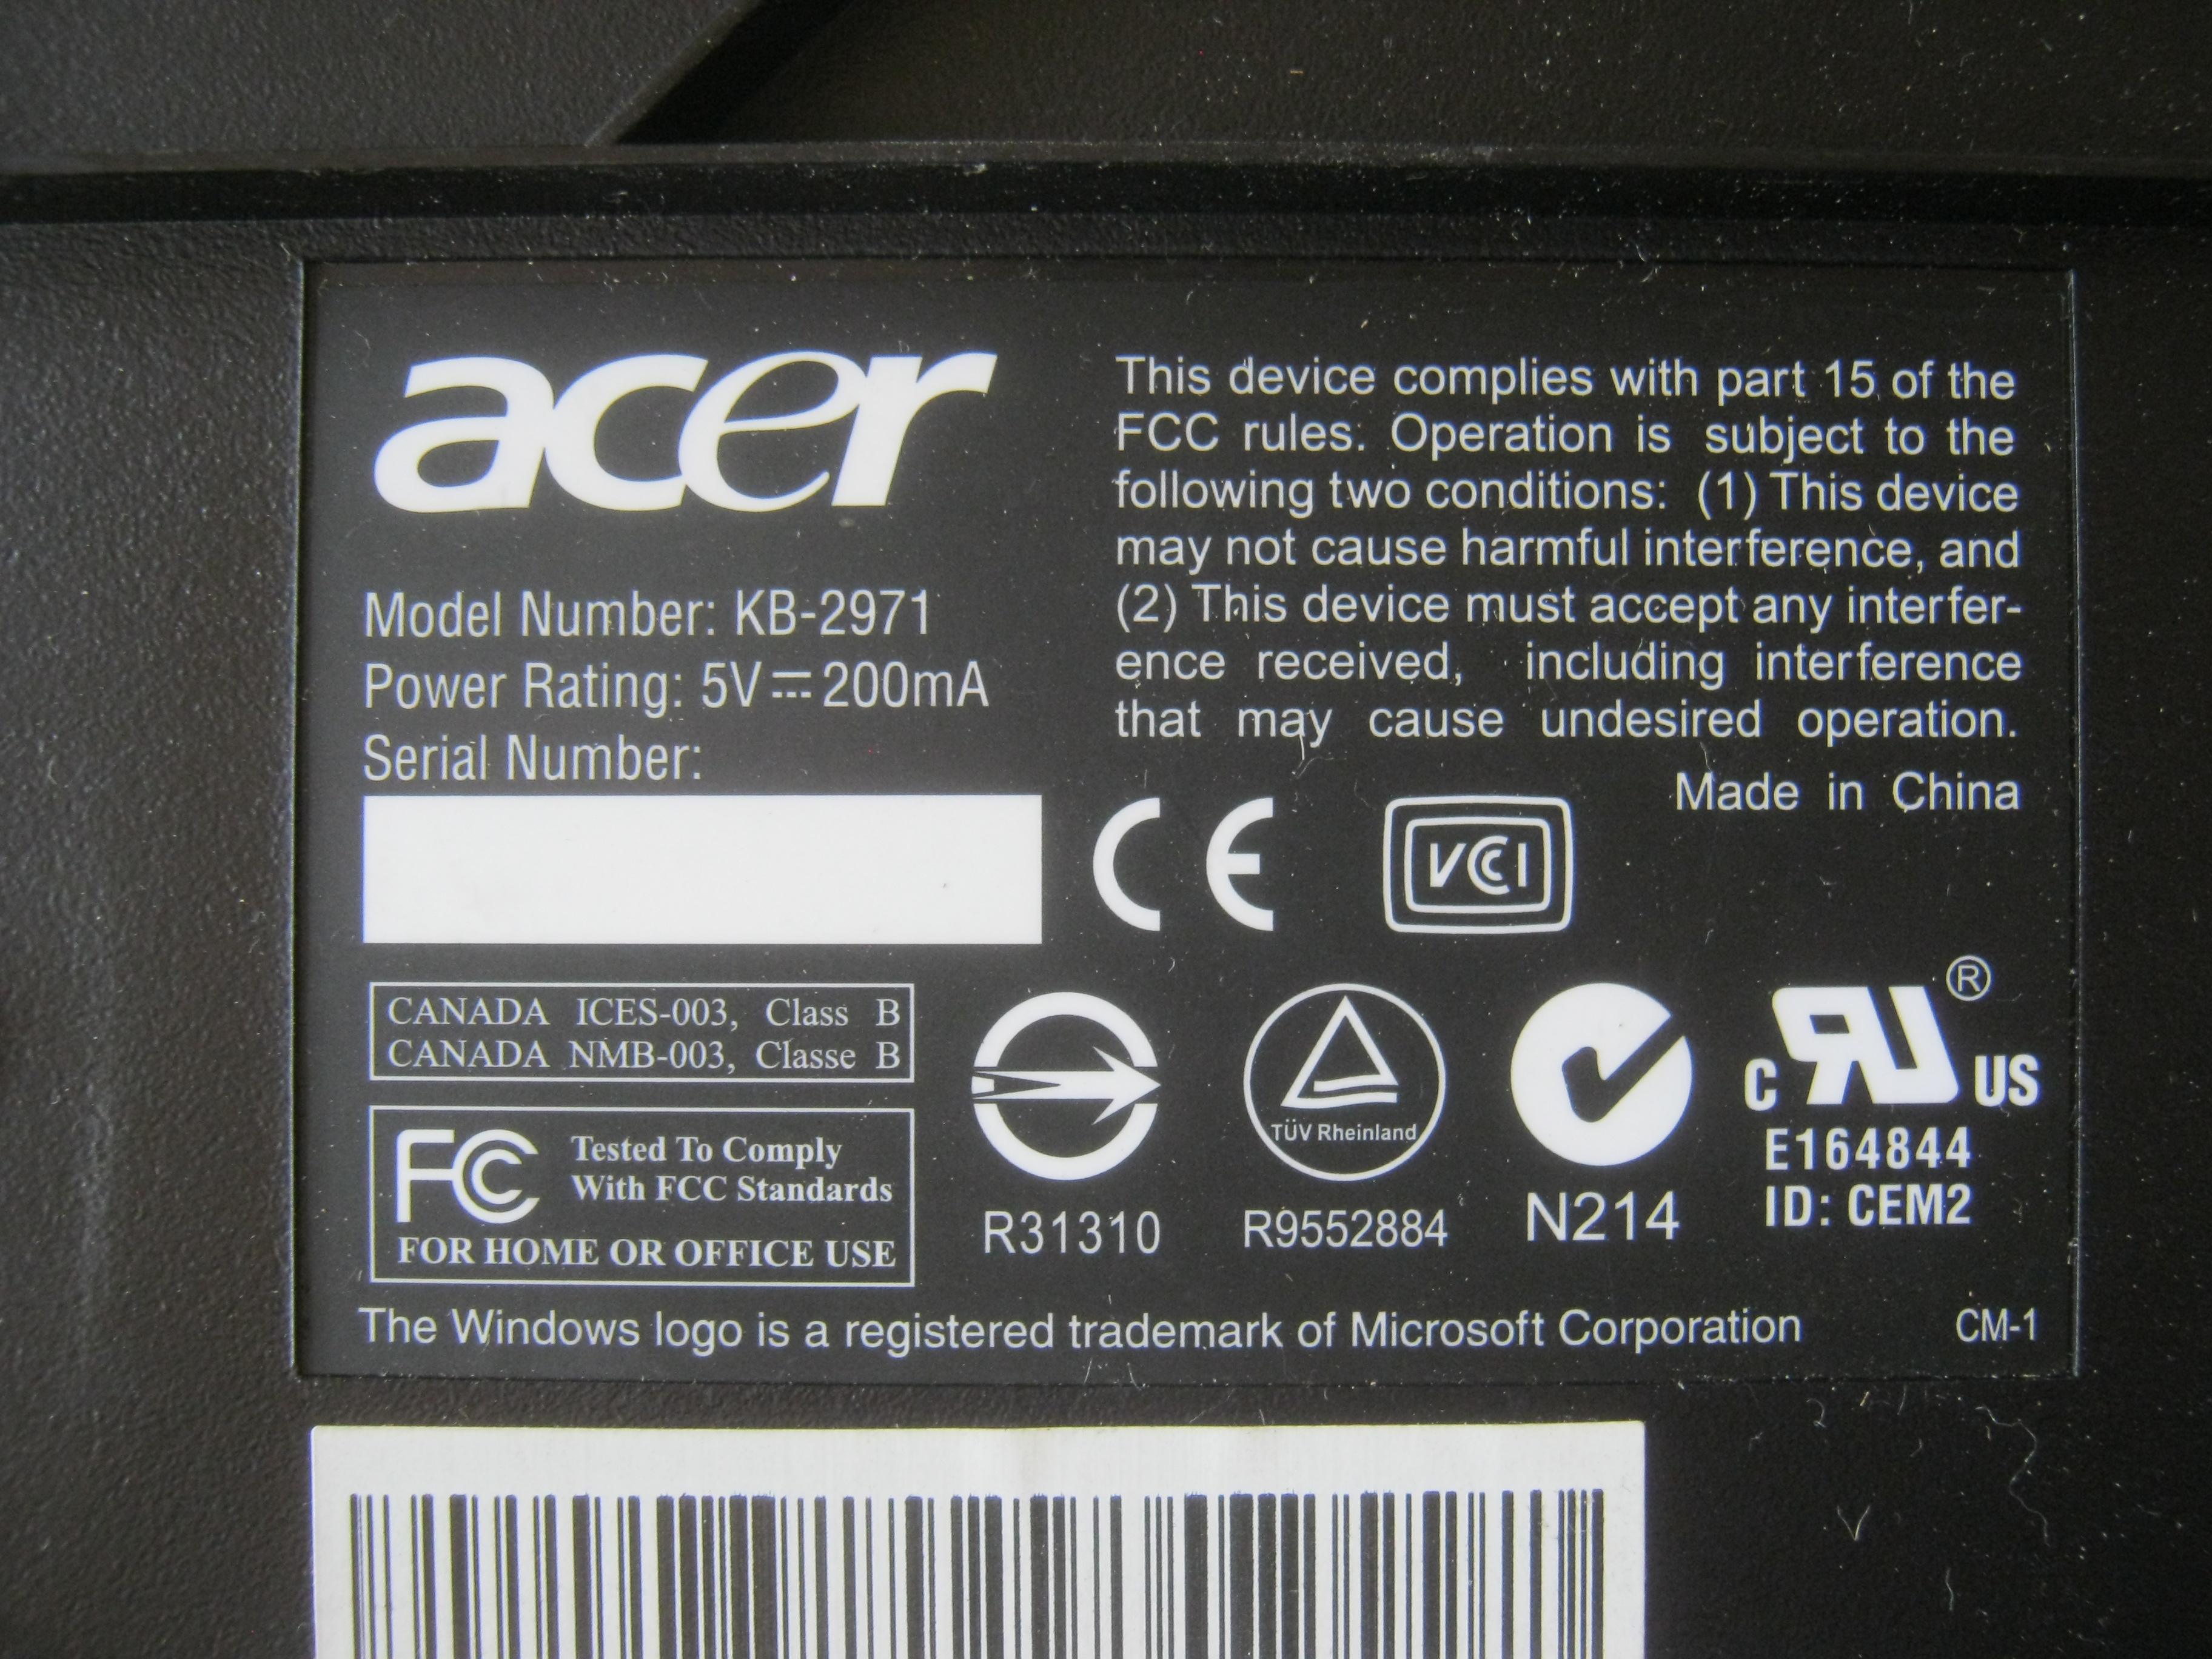 acer
Model Number: KB-2971
Power Rating: 5V⎓200mA
Serial Number:
This device complies with part 15 of the
FCC rules. Operation is subject to the
following two conditions: (1) This device
may not cause harmful interference, and
(2) This device must accept any interfer-
ence received, including interference
that may cause undesired operation.
Made in China
CE
VCCI
CANADA ICES-003, Class B
CANADA NMB-003, Classe B
FC Tested To Comply
With FCC Standards
FOR HOME OR OFFICE USE
R31310
TÜV Rheinland
R9552884
N214
c RU ® US
E164844
ID: CEM2
The Windows logo is a registered trademark of Microsoft Corporation
CM-1